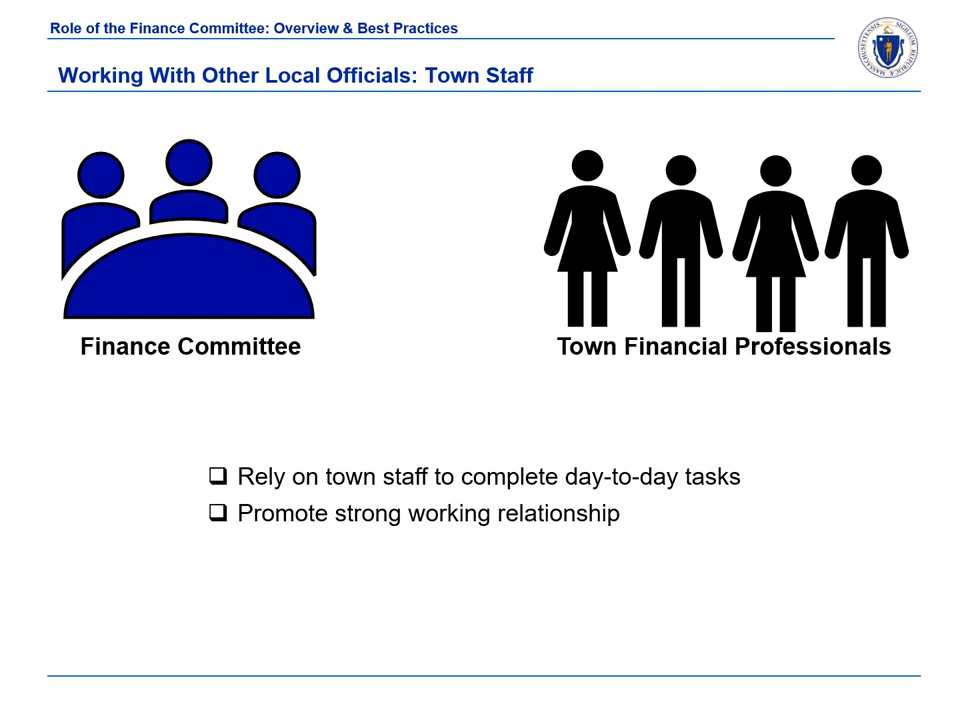 Role of the Finance Committee: Overview & Best Practices
Working With Other Local Officials: Town Staff
Finance Committee
Town Financial Professionals
❑ Rely on town staff to complete day-to-day tasks
❑ Promote strong working relationship